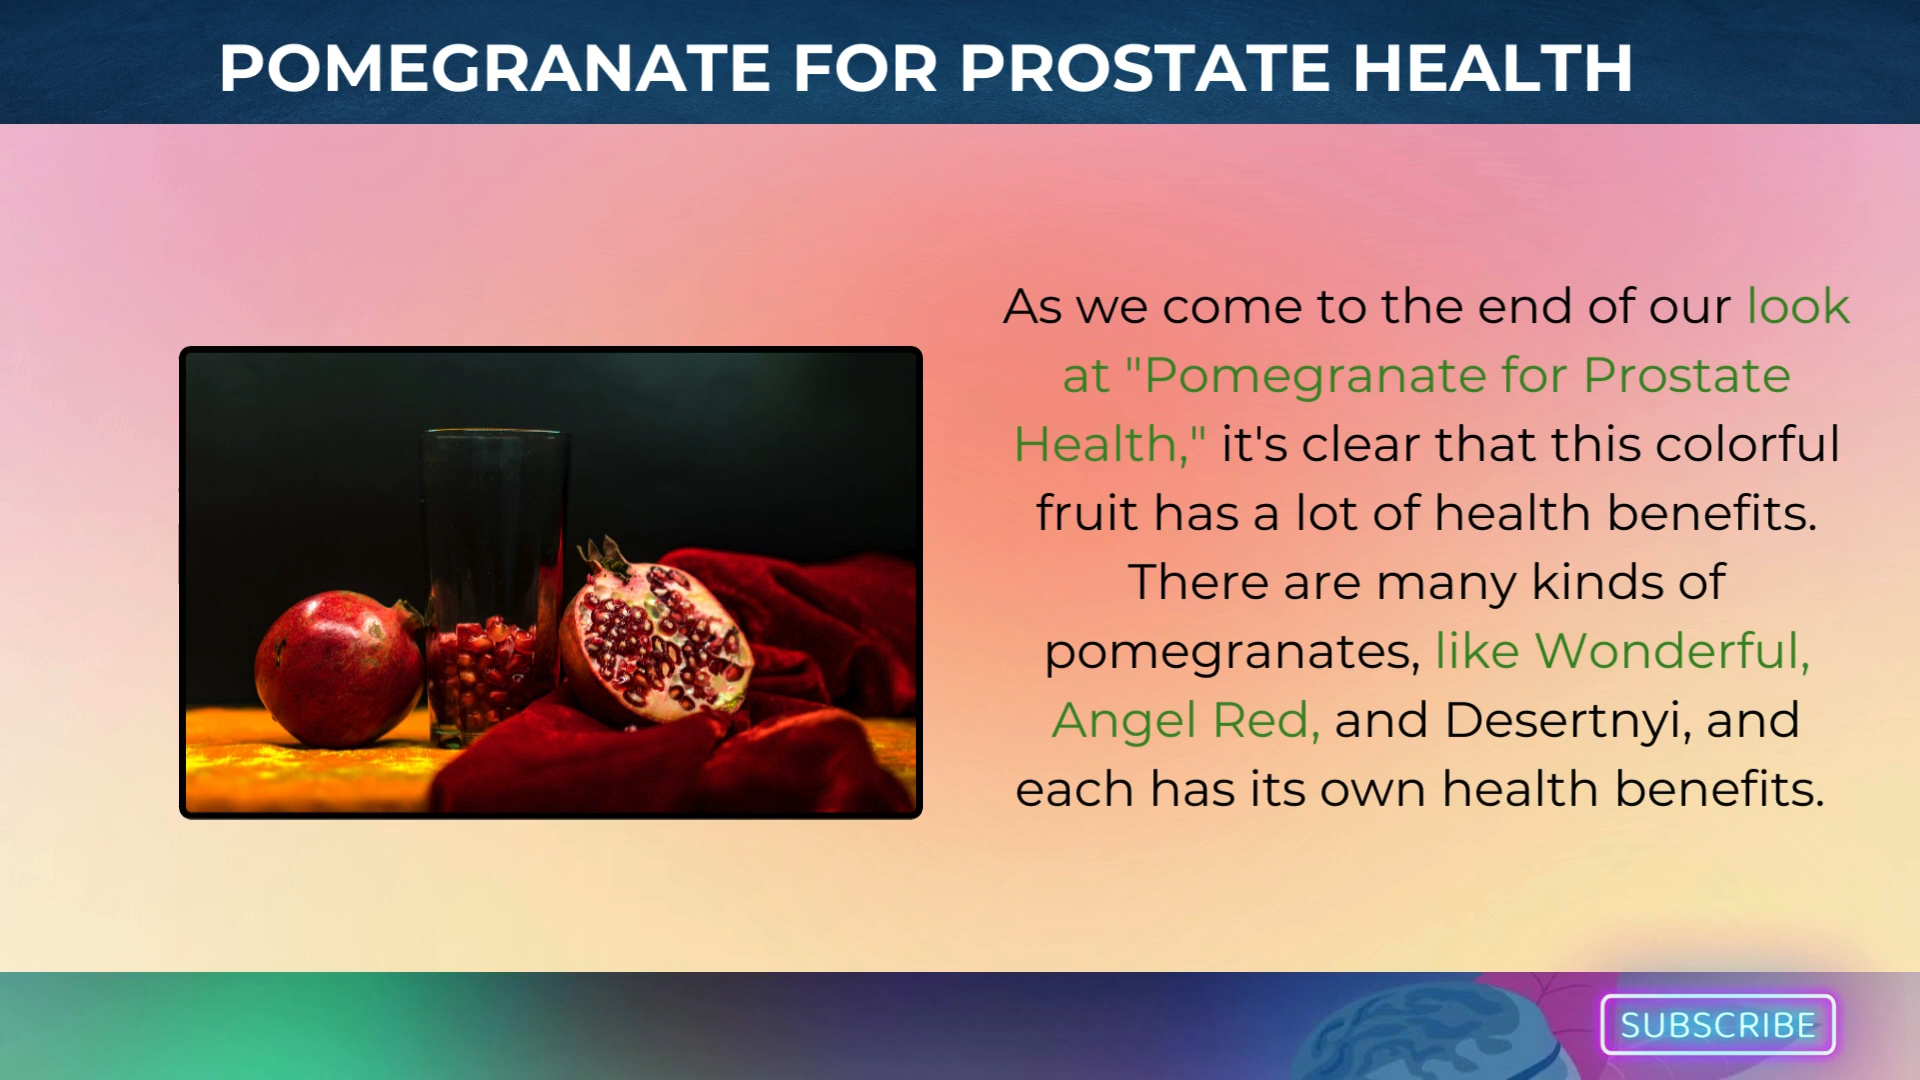 POMEGRANATE FOR PROSTATE HEALTH
As we come to the end of our look
at "Pomegranate for Prostate
Health," it's clear that this colorful
fruit has a lot of health benefits.
There are many kinds of
pomegranates, like Wonderful,
Angel Red, and Desertnyi, and
each has its own health benefits.
SUBSCRIBE